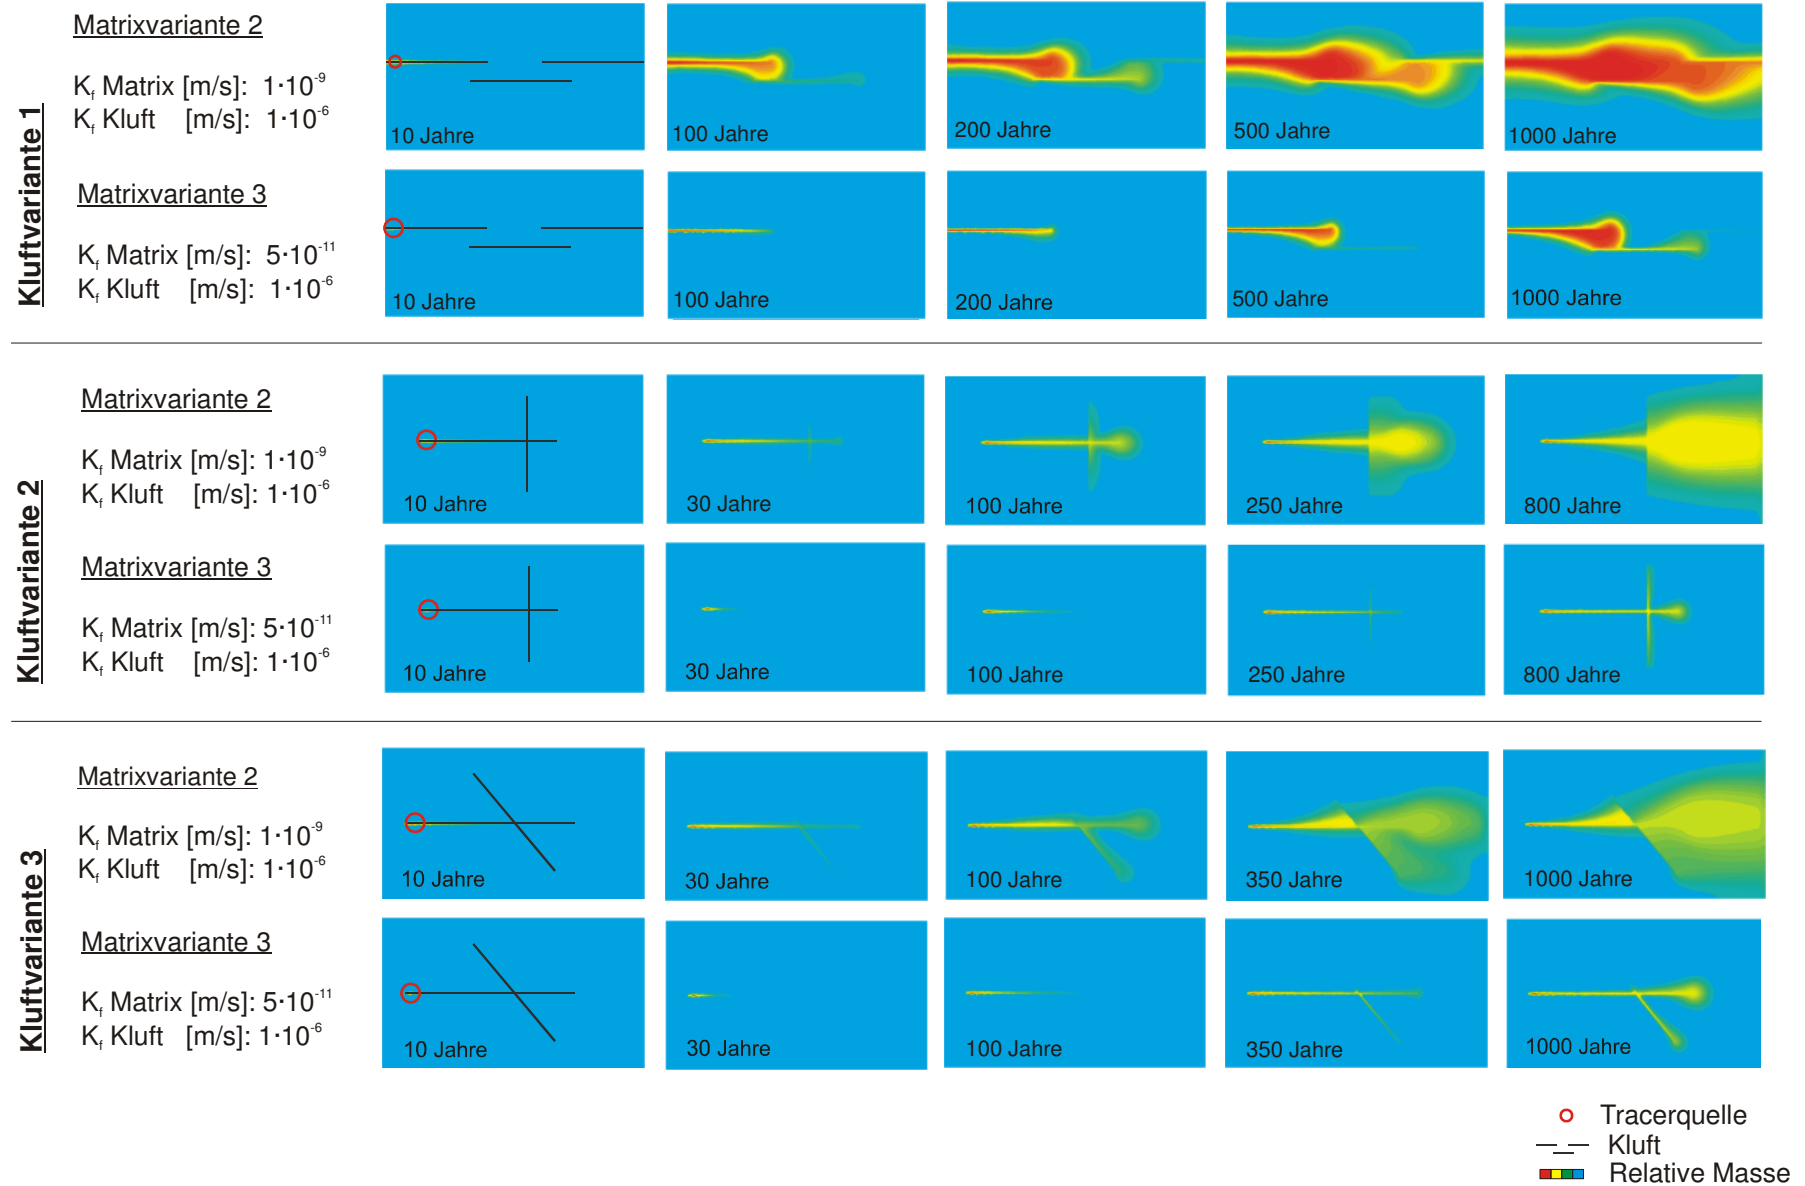 Kluftvariante 1
Matrixvariante 2
Kf Matrix [m/s]: 1·10-9
Kf Kluft [m/s]: 1·10-6
10 Jahre
100 Jahre
200 Jahre
500 Jahre
1000 Jahre
Matrixvariante 3
Kf Matrix [m/s]: 5·10-11
Kf Kluft [m/s]: 1·10-6
10 Jahre
100 Jahre
200 Jahre
500 Jahre
1000 Jahre
Kluftvariante 2
Matrixvariante 2
Kf Matrix [m/s]: 1·10-9
Kf Kluft [m/s]: 1·10-6
10 Jahre
30 Jahre
100 Jahre
250 Jahre
800 Jahre
Matrixvariante 3
Kf Matrix [m/s]: 5·10-11
Kf Kluft [m/s]: 1·10-6
10 Jahre
30 Jahre
100 Jahre
250 Jahre
800 Jahre
Kluftvariante 3
Matrixvariante 2
Kf Matrix [m/s]: 1·10-9
Kf Kluft [m/s]: 1·10-6
10 Jahre
30 Jahre
100 Jahre
350 Jahre
1000 Jahre
Matrixvariante 3
Kf Matrix [m/s]: 5·10-11
Kf Kluft [m/s]: 1·10-6
10 Jahre
30 Jahre
100 Jahre
350 Jahre
1000 Jahre
Tracerquelle
Kluft
Relative Masse